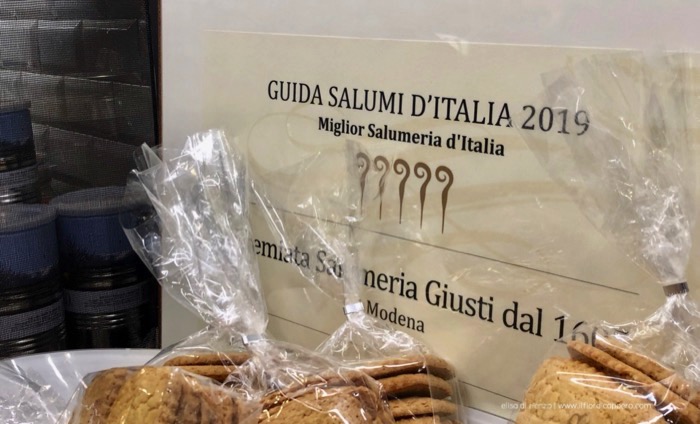 GUIDA SALUMI D'ITALIA 2019
Miglior Salumeria d'Italia
Salumeria Giusti dal
Modena